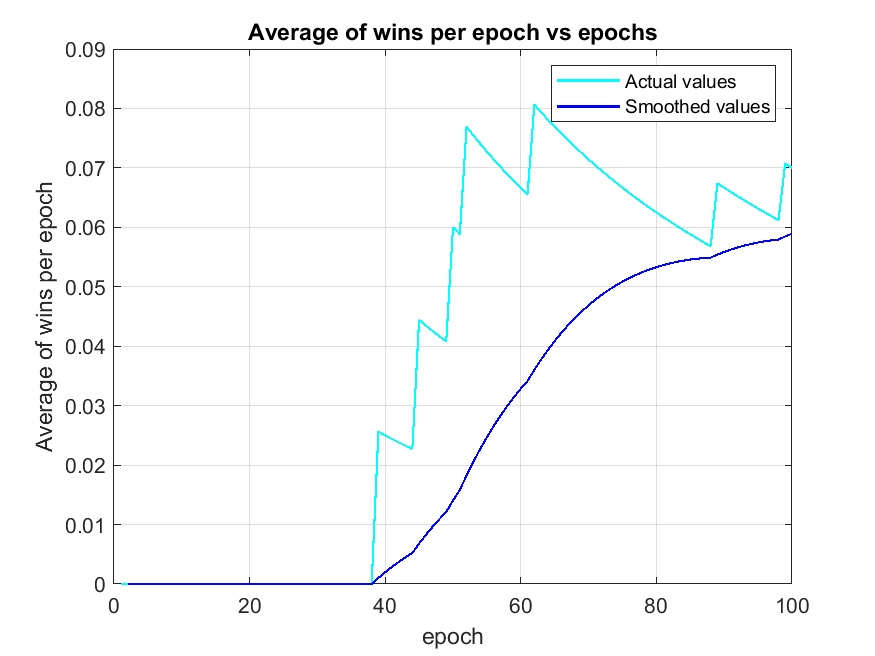 Average of wins per epoch vs epochs
Actual values
Smoothed values
Average of wins per epoch
0.09
0.08
0.07
0.06
0.05
0.04
0.03
0.02
0.01
0
0 20 40 60 80 100
epoch